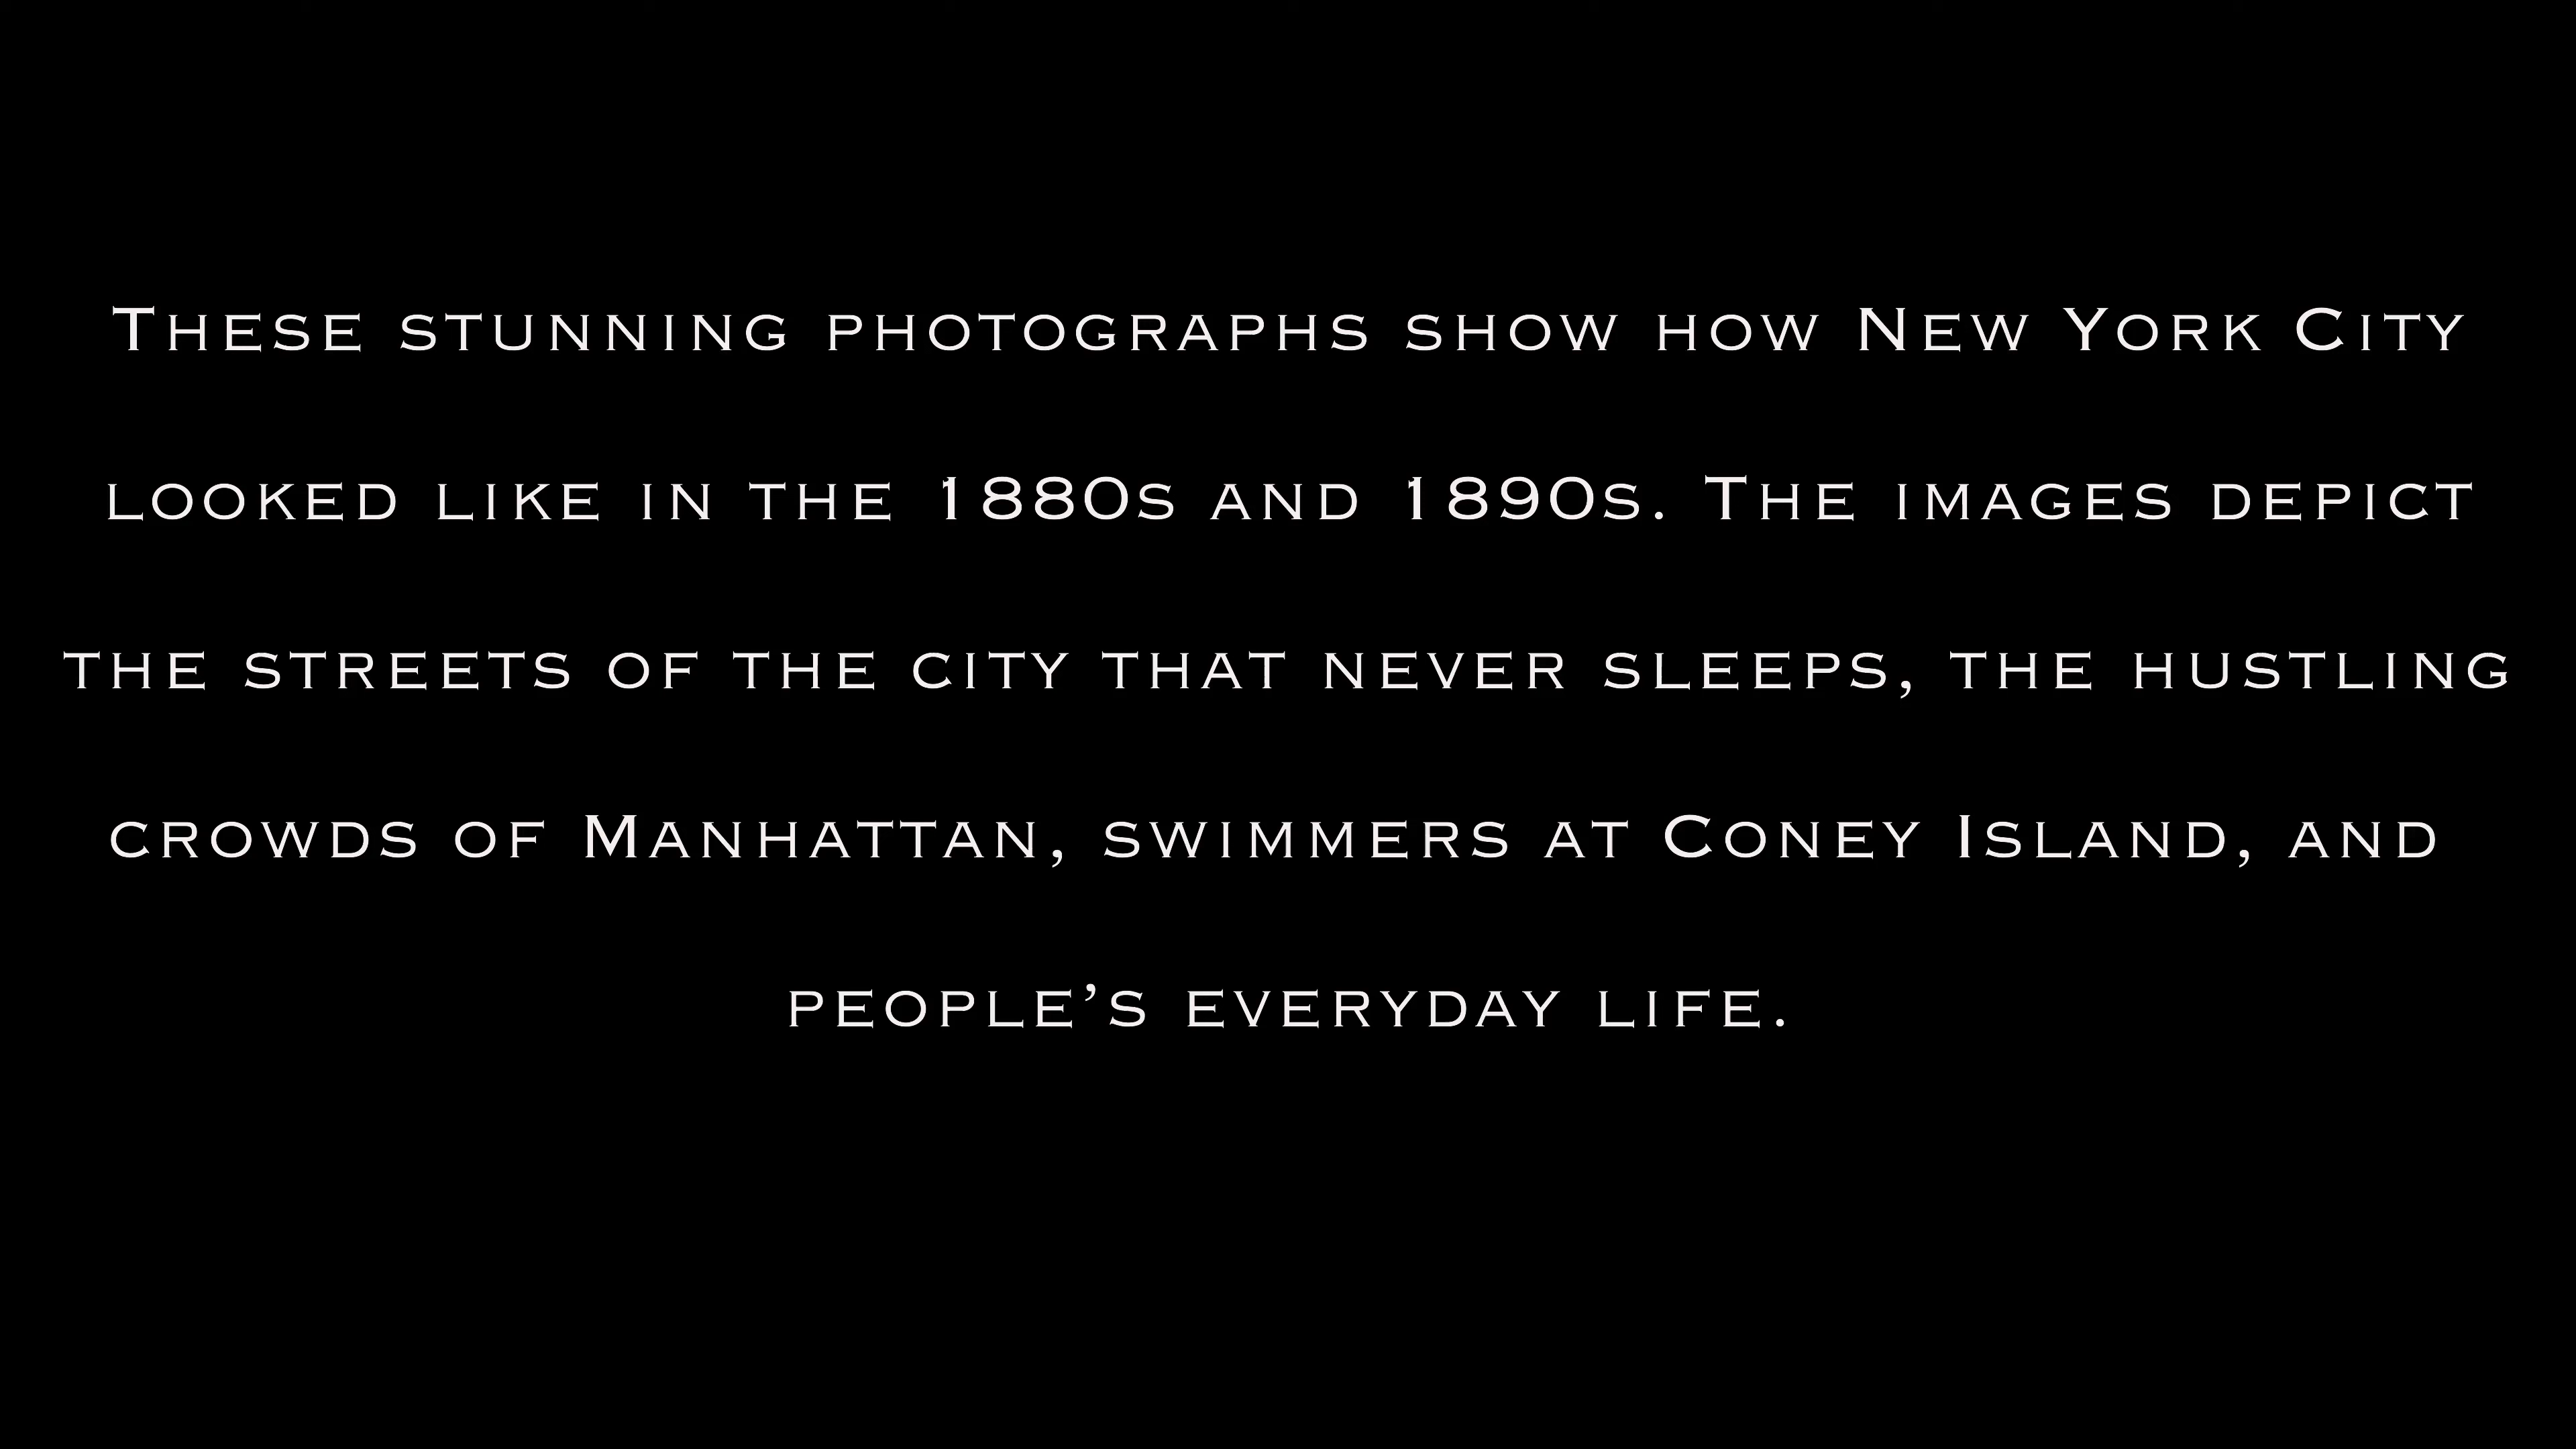 These stunning photographs show how New York City
looked like in the 1880s and 1890s. The images depict
the streets of the city that never sleeps, the hustling
crowds of Manhattan, swimmers at Coney Island, and
people’s everyday life.